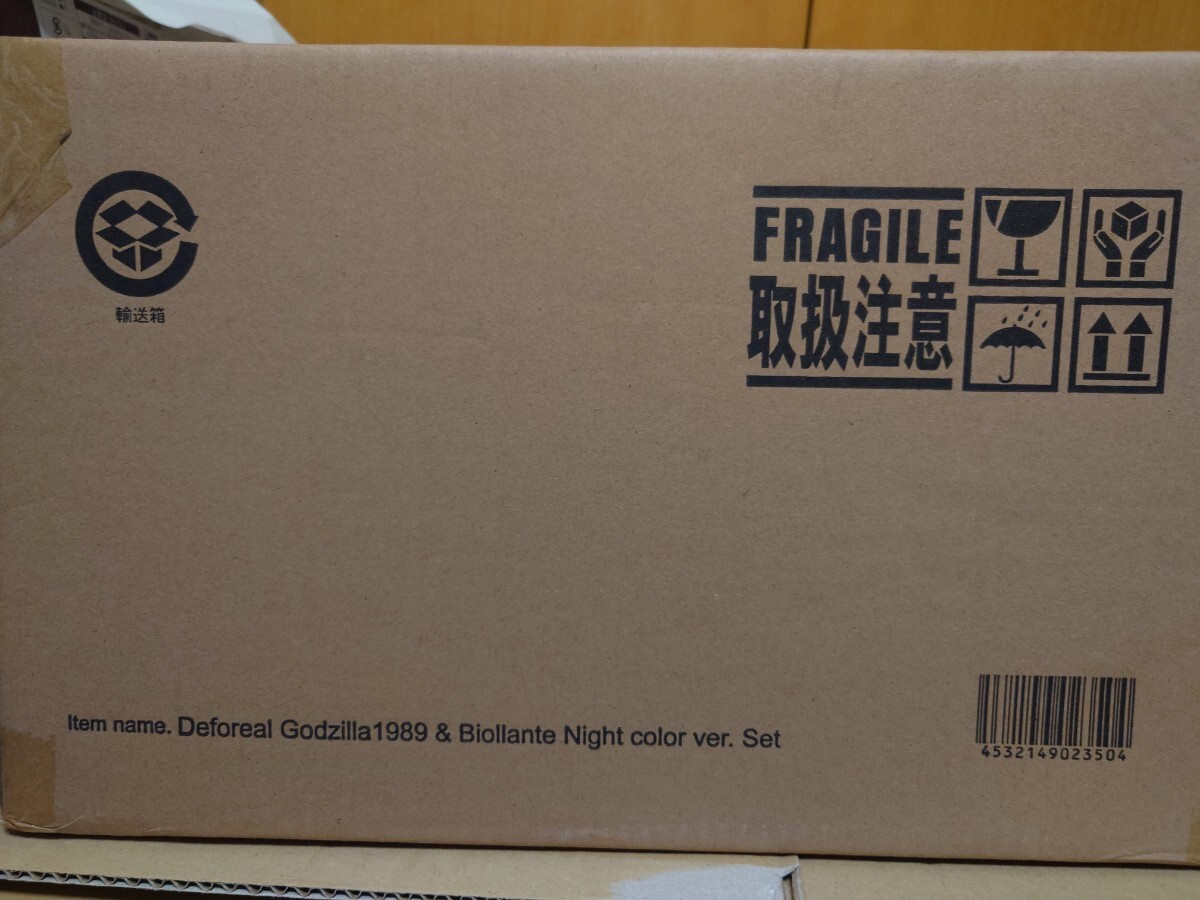 輸送箱
FRAGILE
取扱注意
Item name. Deforeal Godzilla1989 & Biollante Night color ver. Set
4532149023504